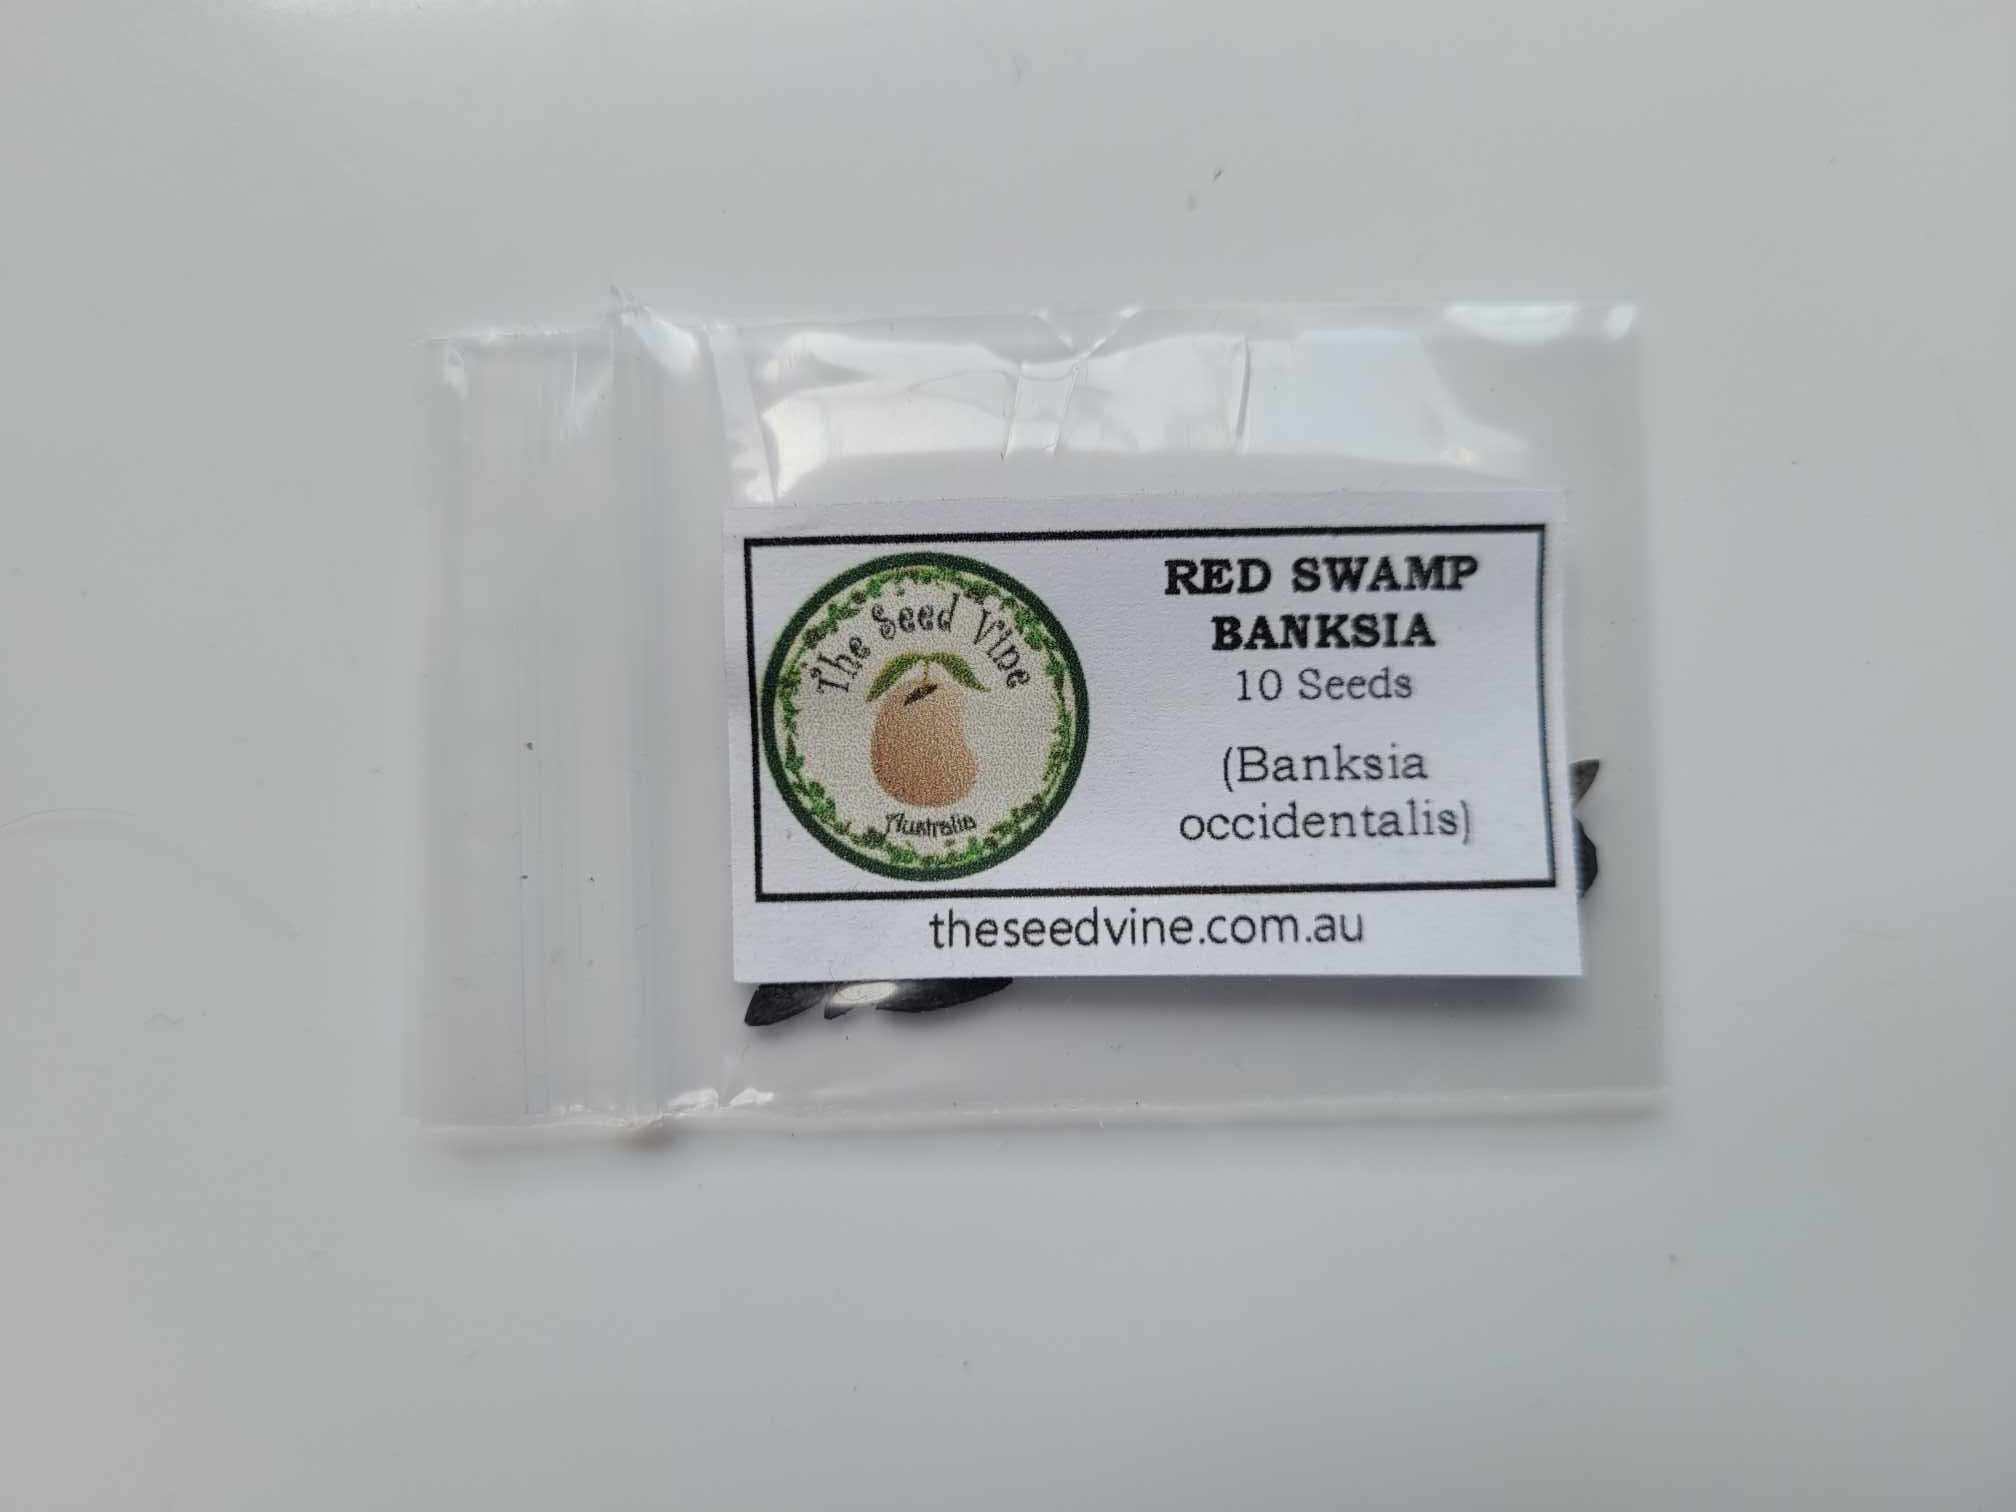 The Seed Vine
Australia
RED SWAMP
BANKSIA
10 Seeds
(Banksia
occidentalis)
theseedvine.com.au